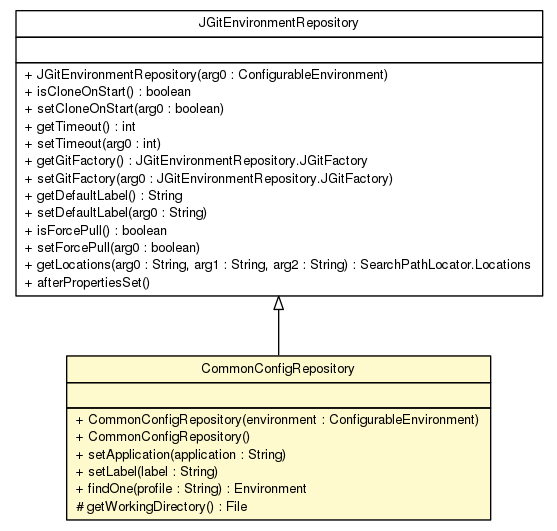 JGitEnvironmentRepository
+ JGitEnvironmentRepository(arg0 : ConfigurableEnvironment)
+ isCloneOnStart() : boolean
+ setCloneOnStart(arg0 : boolean)
+ getTimeout() : int
+ setTimeout(arg0 : int)
+ getGitFactory() : JGitEnvironmentRepository.JGitFactory
+ setGitFactory(arg0 : JGitEnvironmentRepository.JGitFactory)
+ getDefaultLabel() : String
+ setDefaultLabel(arg0 : String)
+ isForcePull() : boolean
+ setForcePull(arg0 : boolean)
+ getLocations(arg0 : String, arg1 : String, arg2 : String) : SearchPathLocator.Locations
+ afterPropertiesSet()
CommonConfigRepository
+ CommonConfigRepository(environment : ConfigurableEnvironment)
+ CommonConfigRepository()
+ setApplication(application : String)
+ setLabel(label : String)
+ findOne(profile : String) : Environment
# getWorkingDirectory() : File